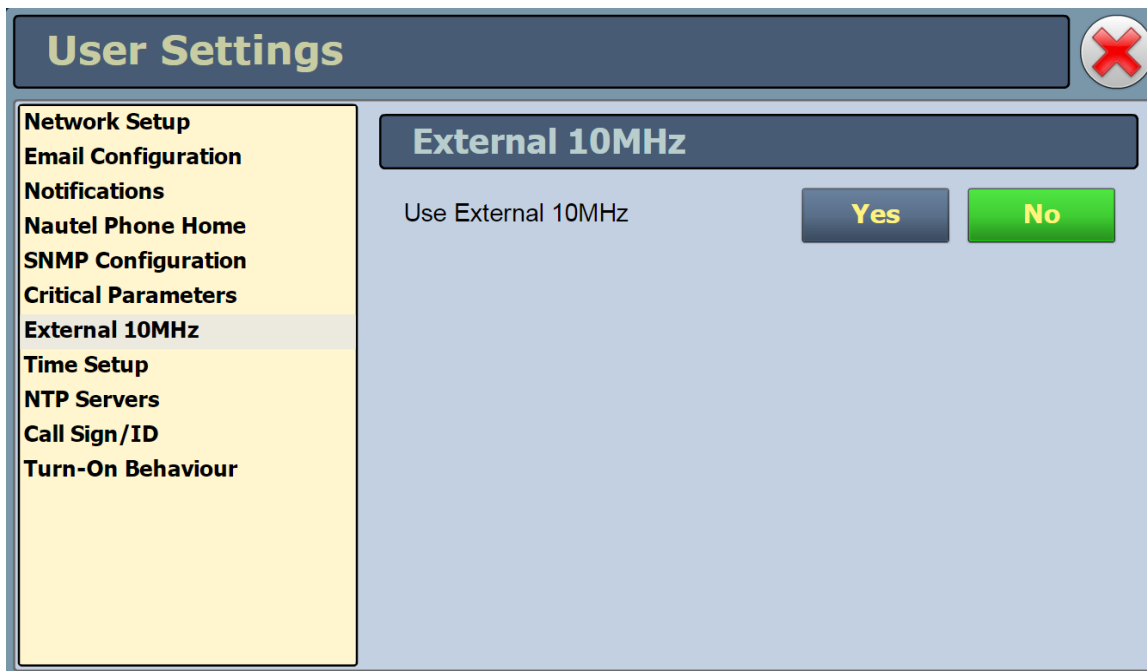 User Settings
Network Setup
Email Configuration
Notifications
Nautel Phone Home
SNMP Configuration
Critical Parameters
External 10MHz
Time Setup
NTP Servers
Call Sign/ID
Turn-On Behaviour
External 10MHz
Use External 10MHz Yes No